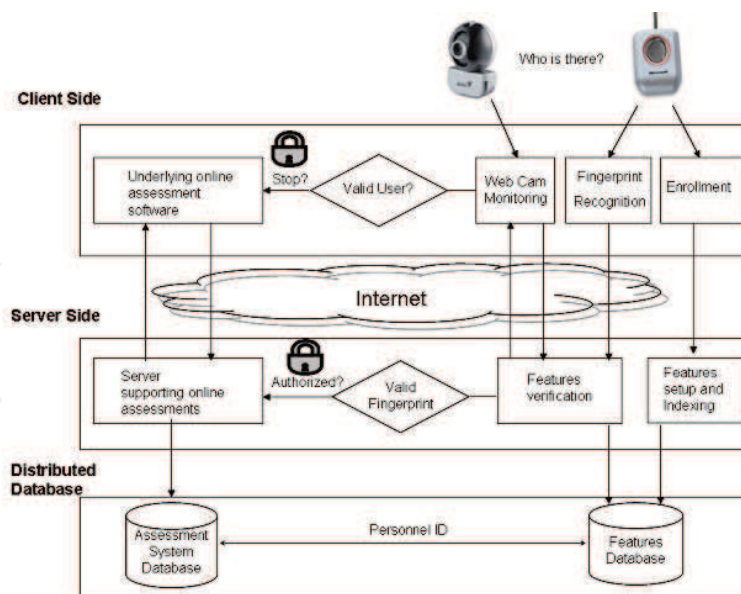 Who is there?
Client Side
Underlying online
assessment
software
Stop?
Valid User?
Web Cam
Monitoring
Fingerprint
Recognition
Enrollment
Internet
Server Side
Server
supporting online
assessments
Authorized?
Valid
Fingerprint
Features
verification
Features
setup and
Indexing
Distributed
Database
Assessment
System
Database
Personnel ID
Features
Database